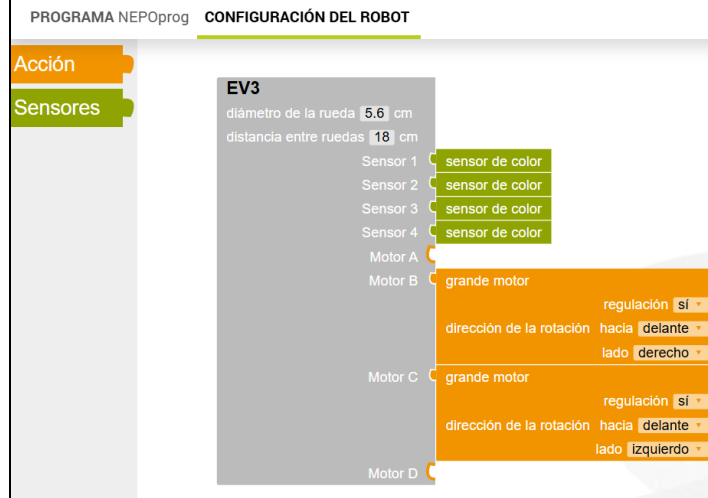 PROGRAMA NEPOprog CONFIGURACIÓN DEL ROBOT
Acción
Sensores
EV3
diámetro de la rueda 5.6 cm
distancia entre ruedas 18 cm
Sensor 1 sensor de color
Sensor 2 sensor de color
Sensor 3 sensor de color
Sensor 4 sensor de color
Motor A
Motor B grande motor
regulación sí
dirección de la rotación hacia delante
lado derecho
Motor C grande motor
regulación sí
dirección de la rotación hacia delante
lado izquierdo
Motor D